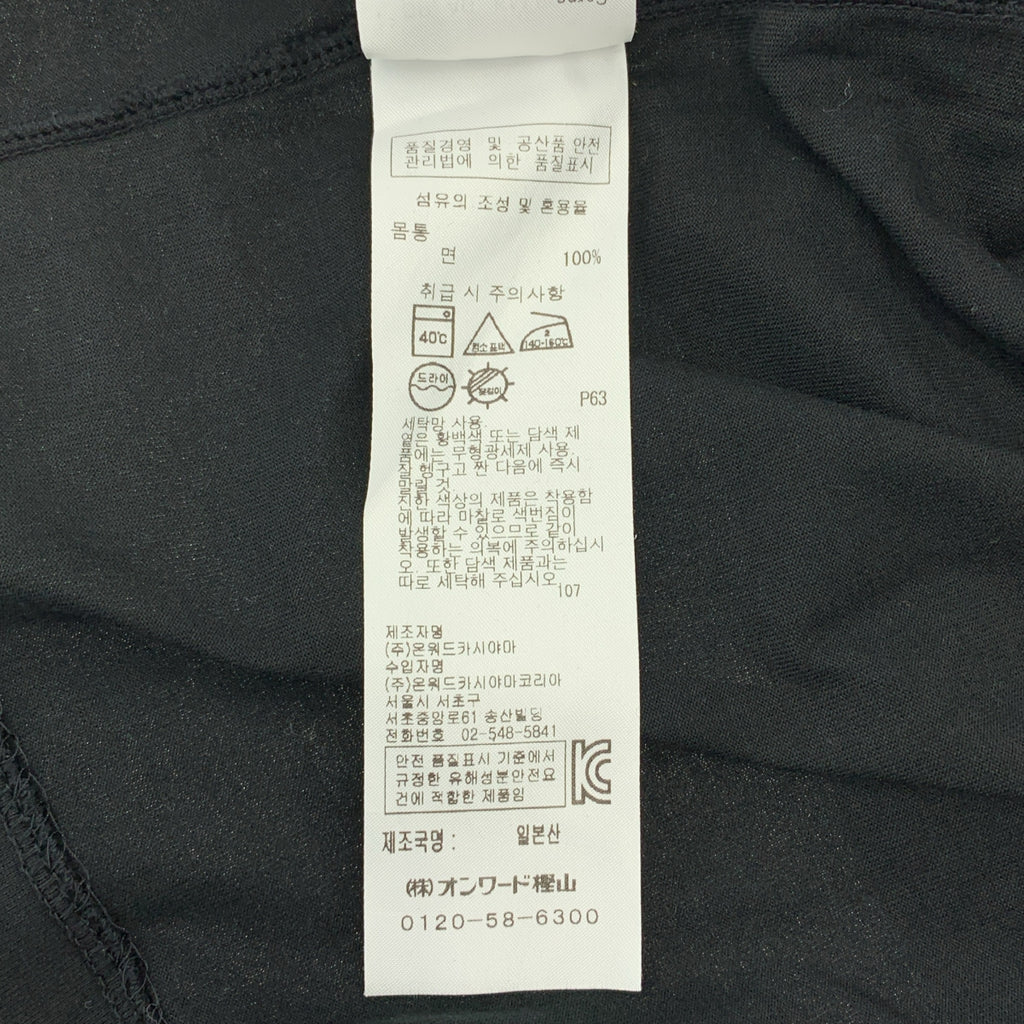 품질경영 및 공산품 안전
관리법에 의한 품질표시
섬유의 조성 및 혼용율
몸통
면 100%
취급 시 주의사항
40℃ 염소표백 2 140-160℃
드라이 옷걸이
P63
세탁망 사용.
옅은 황백색 또는 담색 제
품에는 무형광세제 사용.
잘 헹구고 짠 다음에 즉시
말릴 것.
진한 색상의 제품은 착용함
에 따라 마찰로 색번짐이
발생할 수 있으므로 같이
착용하는 의복에 주의하십시
오. 또한 담색 제품과는
따로 세탁해 주십시오.
107
제조자명
(주)온워드카시야마
수입자명
(주)온워드카시야마코리아
서울시 서초구
서초중앙로61 송산빌딩
전화번호 02-548-5841
안전 품질표시 기준에서
규정한 유해성분안전요
건에 적합한 제품임
KC
제조국명 : 일본산
(株)オンワード樫山
0120-58-6300